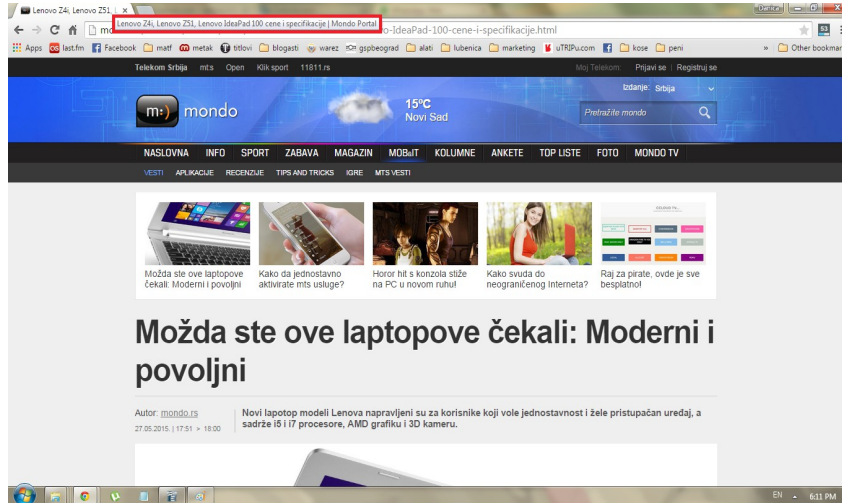 Lenovo Z4i, Lenovo Z51, L
Lenovo Z4i, Lenovo Z51, Lenovo IdeaPad 100 cene i specifikacije | Mondo Portal
o-IdeaPad-100-cene-i-specifikacije.html
Apps last.fm Facebook matf metak titlovi blogasti warez gspbeograd alati lubenica marketing uTRIPu.com kose peni » Other bookmar
Telekom Srbija mt:s Open Klik sport 11811.rs Moj Telekom: Prijavi se | Registruj se
Izdanje: Srbija
m:) mondo
15ºC
Novi Sad
Pretražite mondo
NASLOVNA INFO SPORT ZABAVA MAGAZIN MOBiIT KOLUMNE ANKETE TOP LISTE FOTO MONDO TV
VESTI APLIKACIJE RECENZIJE TIPS AND TRICKS IGRE MTS VESTI
Možda ste ove laptopove
čekali: Moderni i povoljni
Kako da jednostavno
aktivirate mts usluge?
Horor hit s konzola stiže
na PC u novom ruhu!
Kako svuda do
neograničenog Interneta?
Raj za pirate, ovde je sve
besplatno!
Možda ste ove laptopove čekali: Moderni i
povoljni
Autor: mondo.rs
27.05.2015. | 17:51 > 18:00
Novi lapotop modeli Lenova napravljeni su za korisnike koji vole jednostavnost i žele pristupačan uređaj, a
sadrže i5 i i7 procesore, AMD grafiku i 3D kameru.
EN 6:11 PM